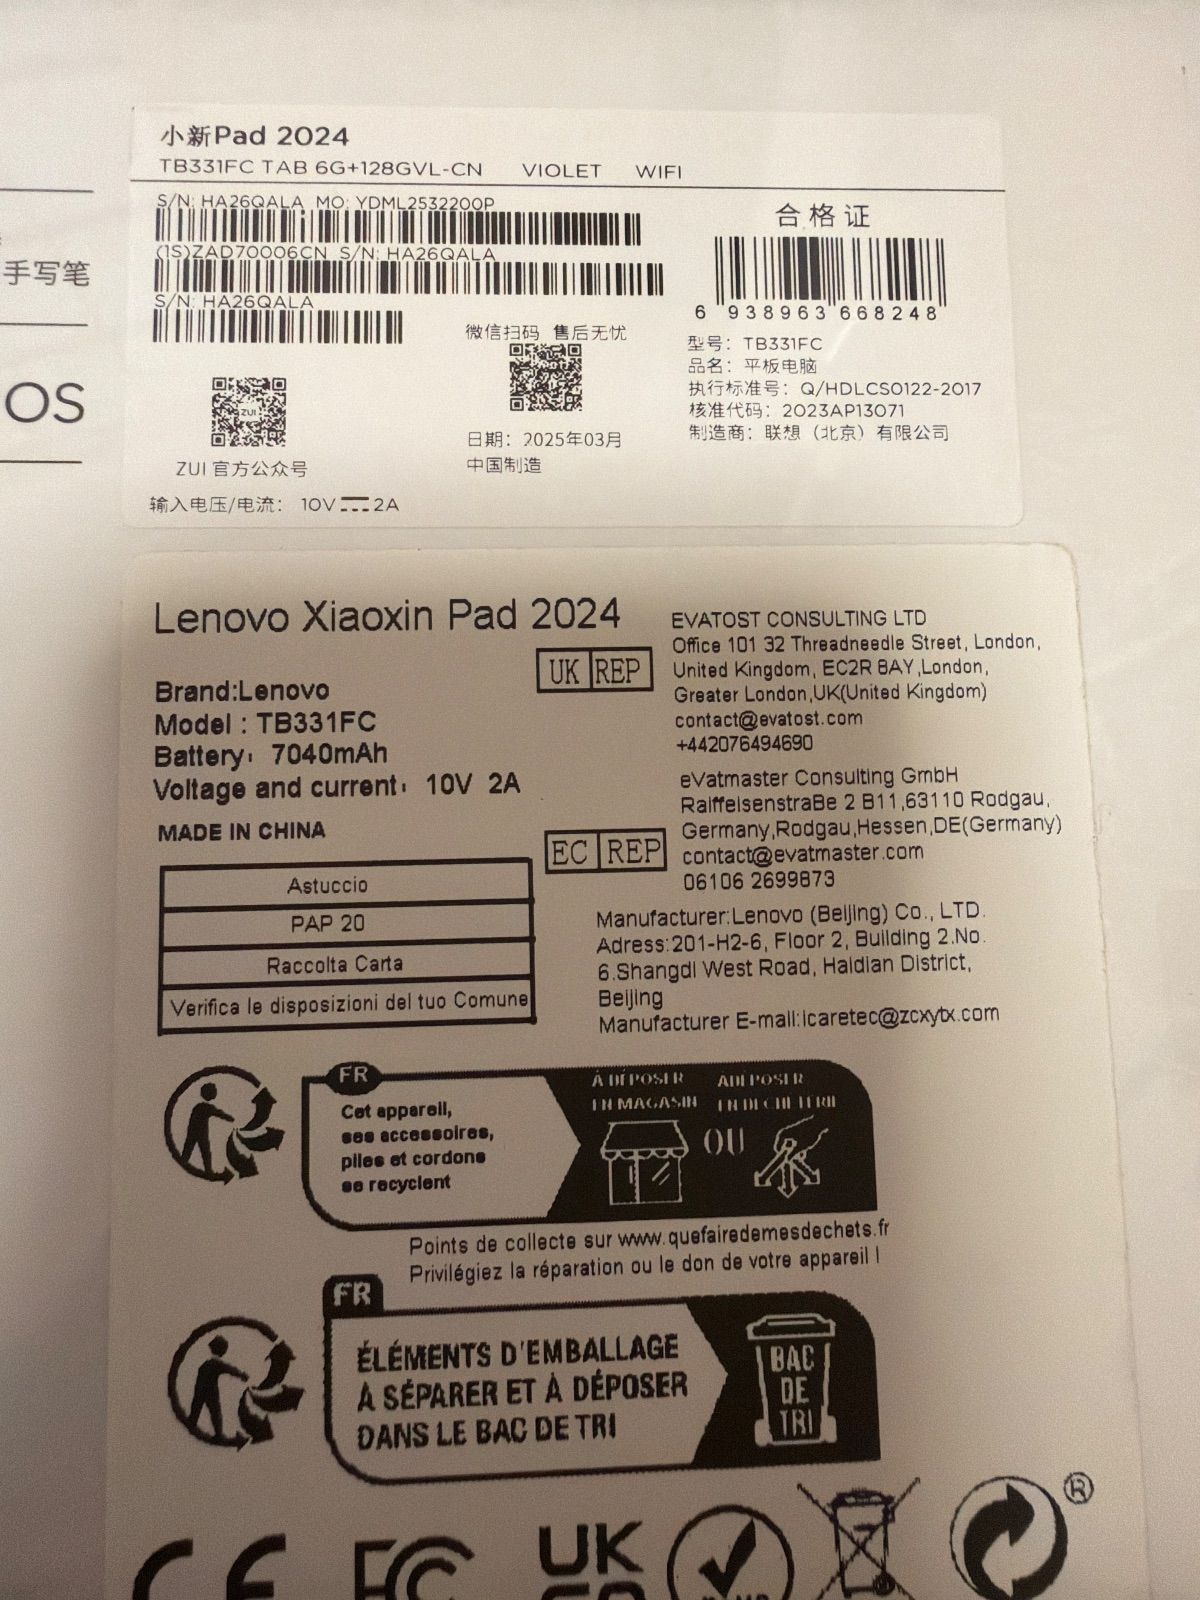 小新Pad 2024
TB331FC TAB 6G+128GVL-CN VIOLET WIFI
S/N: HA26QALA MO: YDML2532200P
(1S)ZAD70006CN S/N: HA26QALA
S/N: HA26QALA
ZUI
ZUI 官方公众号
输入电压/电流: 10V 2A
微信扫码 售后无忧
日期: 2025年03月
中国制造
合格证
6 938963 668248
型号: TB331FC
品名: 平板电脑
执行标准号: Q/HDLCS0122-2017
核准代码: 2023AP13071
制造商: 联想（北京）有限公司
手写笔
OS
Lenovo Xiaoxin Pad 2024
Brand:Lenovo
Model : TB331FC
Battery: 7040mAh
Voltage and current: 10V 2A
MADE IN CHINA
Astuccio
PAP 20
Raccolta Carta
Verifica le disposizioni del tuo Comune
UK REP
EVATOST CONSULTING LTD
Office 101 32 Threadneedle Street, London,
United Kingdom, EC2R 8AY,London,
Greater London,UK(United Kingdom)
contact@evatost.com
+442076494690
EC REP
eVatmaster Consulting GmbH
RaiffeisenstraBe 2 B11,63110 Rodgau,
Germany,Rodgau,Hessen,DE(Germany)
contact@evatmaster.com
06106 2699873
Manufacturer:Lenovo (Beijing) Co., LTD.
Adress:201-H2-6, Floor 2, Building 2.No.
6.Shangdi West Road, Haidian District,
Beijing
Manufacturer E-mail:icaretec@zcxytx.com
FR
Cet appareil,
ses accessoires,
piles et cordons
se recyclent
À DÉPOSER
EN MAGASIN
OU
À DÉPOSER
EN DÉCHÈTERIE
Points de collecte sur www.quefairedemesdechets.fr
Privilégiez la réparation ou le don de votre appareil !
FR
ÉLÉMENTS D'EMBALLAGE
À SÉPARER ET À DÉPOSER
DANS LE BAC DE TRI
BAC
DE
TRI
CE
FC
UK
CA
®